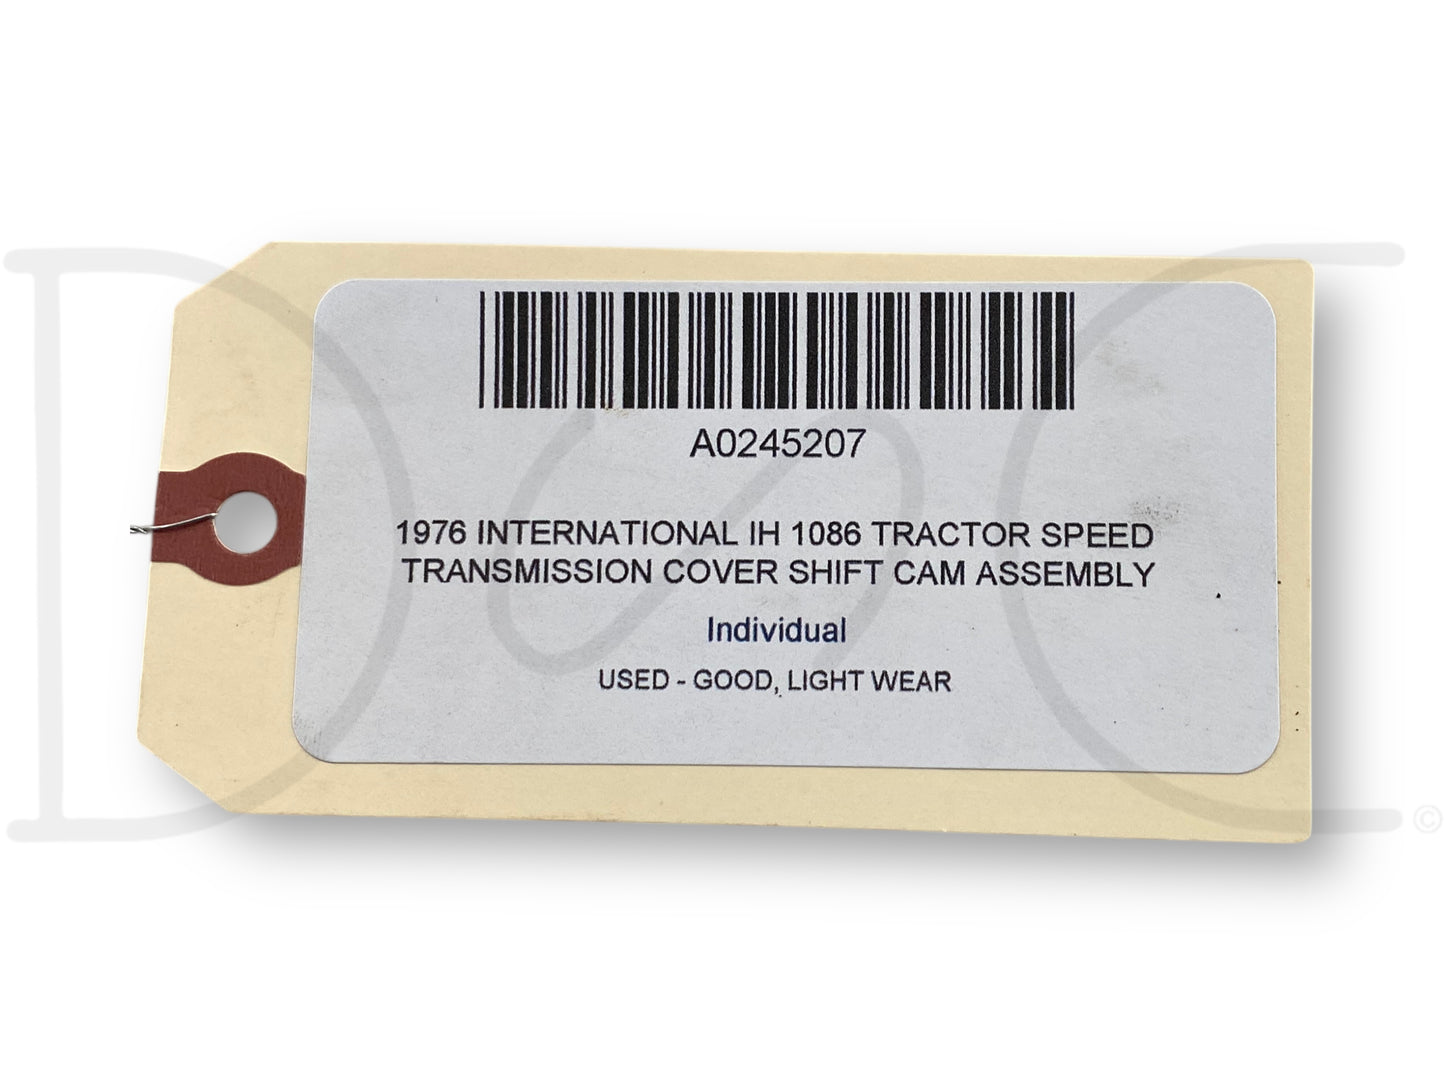 A0245207
1976 INTERNATIONAL IH 1086 TRACTOR SPEED
TRANSMISSION COVER SHIFT CAM ASSEMBLY
Individual
USED - GOOD, LIGHT WEAR
©